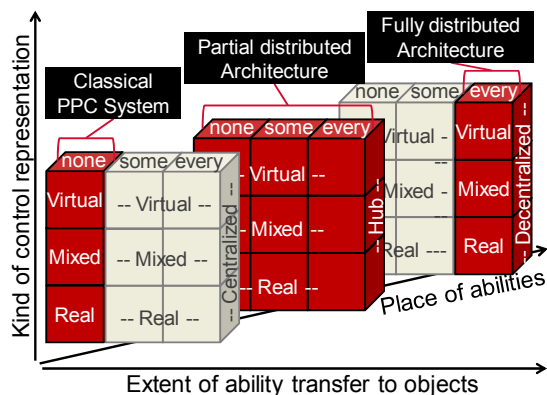 Fully distributed
Architecture
Partial distributed
Architecture
Classical
PPC System
none some every
Virtual - Virtual
Mixed - Mixed
Real --- Real
-- Decentralized --
none some every
-- Virtual --
-- Mixed --
-- Real --
-- Hub --
none some every
Virtual -- Virtual --
Mixed -- Mixed --
Real -- Real --
-- Centralized --
Kind of control representation
Place of abilities
Extent of ability transfer to objects